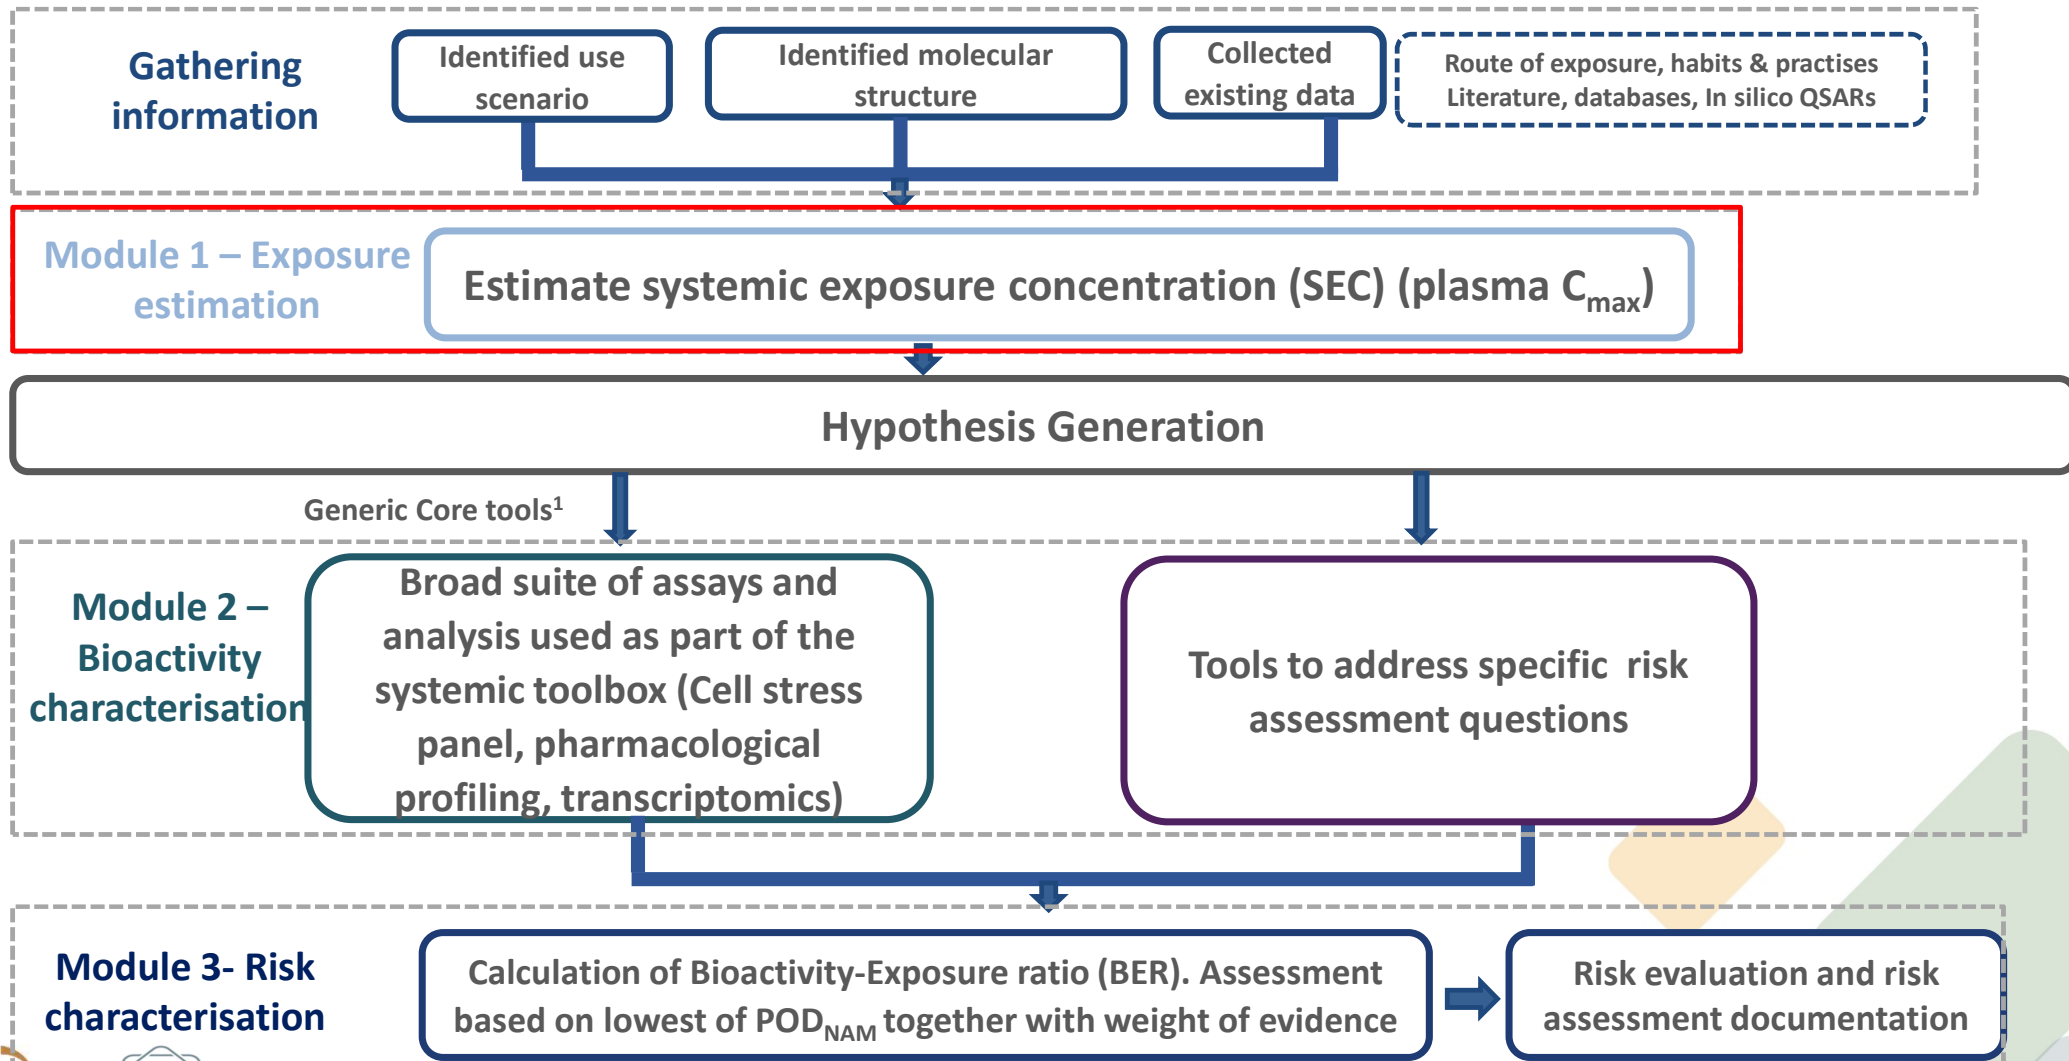 Gathering
information
Identified use
scenario
Identified molecular
structure
Collected
existing data
Route of exposure, habits & practises
Literature, databases, In silico QSARs
Module 1 – Exposure
estimation
Estimate systemic exposure concentration (SEC) (plasma Cmax)
Hypothesis Generation
Generic Core tools¹
Module 2 –
Bioactivity
characterisation
Broad suite of assays and
analysis used as part of the
systemic toolbox (Cell stress
panel, pharmacological
profiling, transcriptomics)
Tools to address specific risk
assessment questions
Module 3- Risk
characterisation
Calculation of Bioactivity-Exposure ratio (BER). Assessment
based on lowest of PODNAM together with weight of evidence
Risk evaluation and risk
assessment documentation